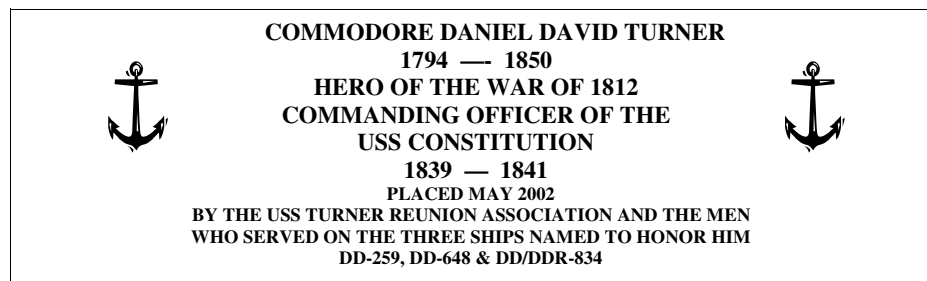 COMMODORE DANIEL DAVID TURNER
1794 —- 1850
HERO OF THE WAR OF 1812
COMMANDING OFFICER OF THE
USS CONSTITUTION
1839 — 1841
PLACED MAY 2002
BY THE USS TURNER REUNION ASSOCIATION AND THE MEN
WHO SERVED ON THE THREE SHIPS NAMED TO HONOR HIM
DD-259, DD-648 & DD/DDR-834